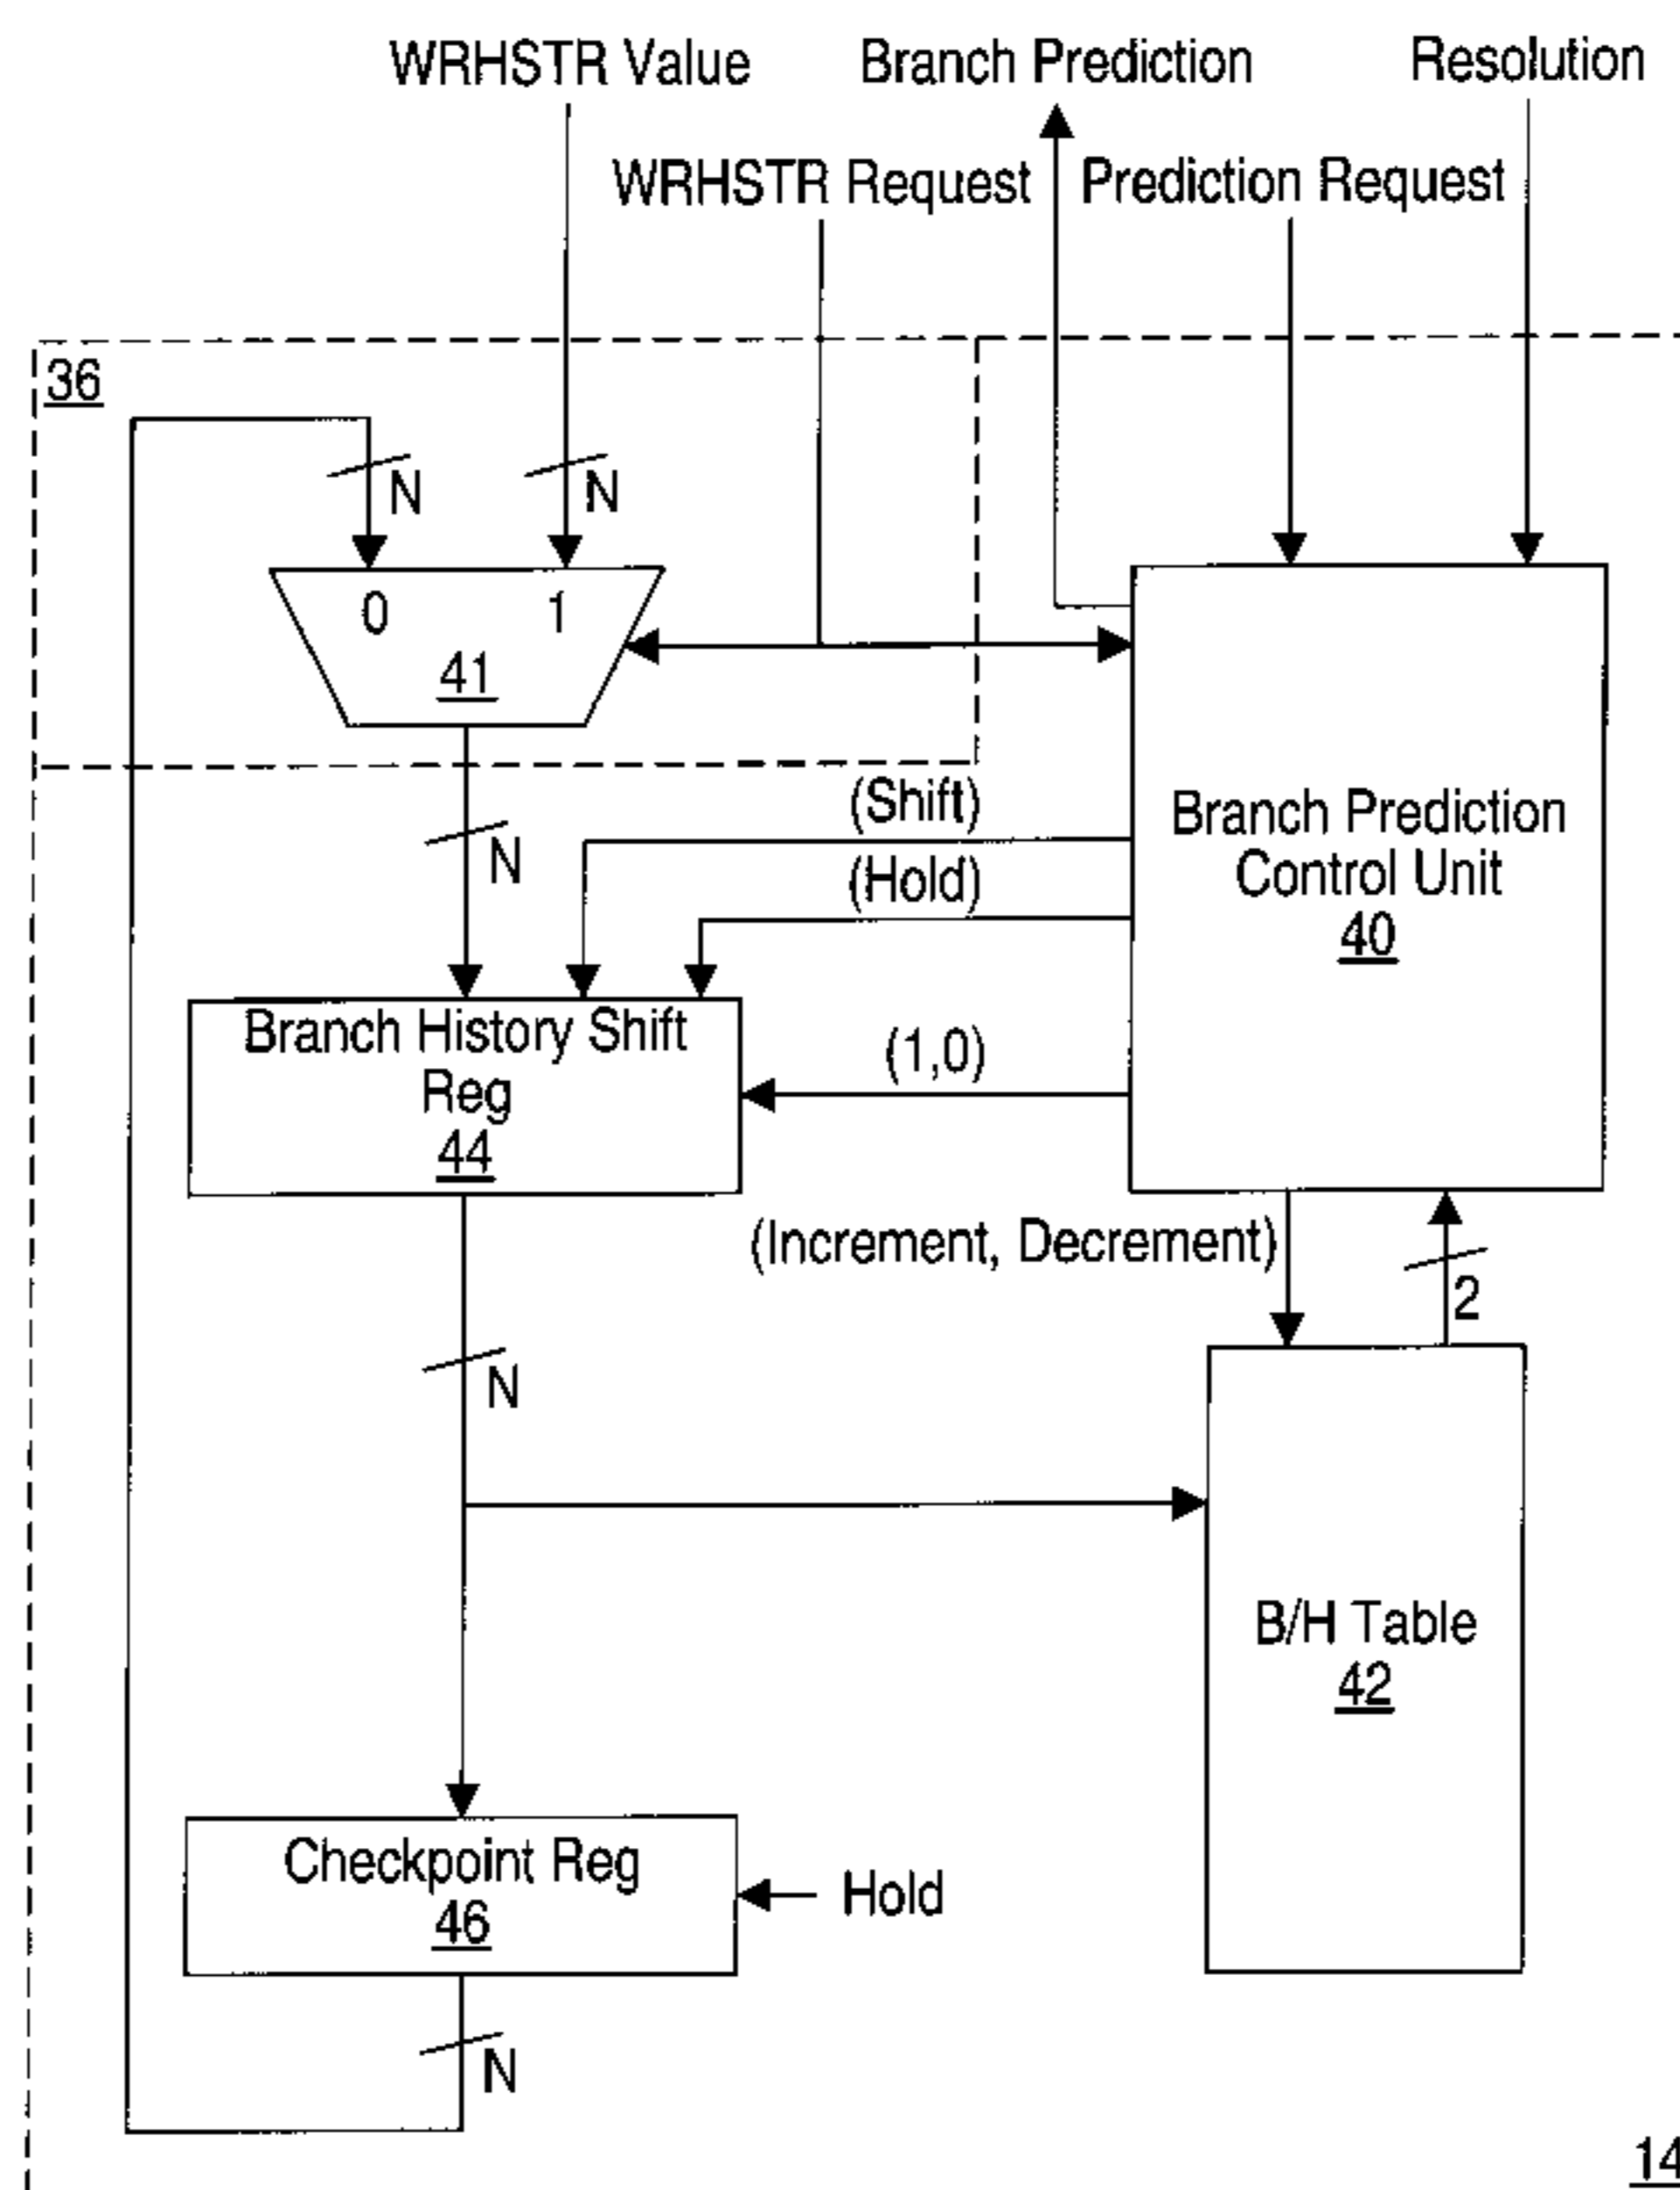 WRHSTR Value
Branch Prediction
Resolution
WRHSTR Request
Prediction Request
36
N
N
0
1
41
(Shift)
N
(Hold)
Branch Prediction
Control Unit
40
Branch History Shift
Reg
44
(1,0)
(Increment, Decrement)
2
N
B/H Table
42
Checkpoint Reg
46
Hold
N
14